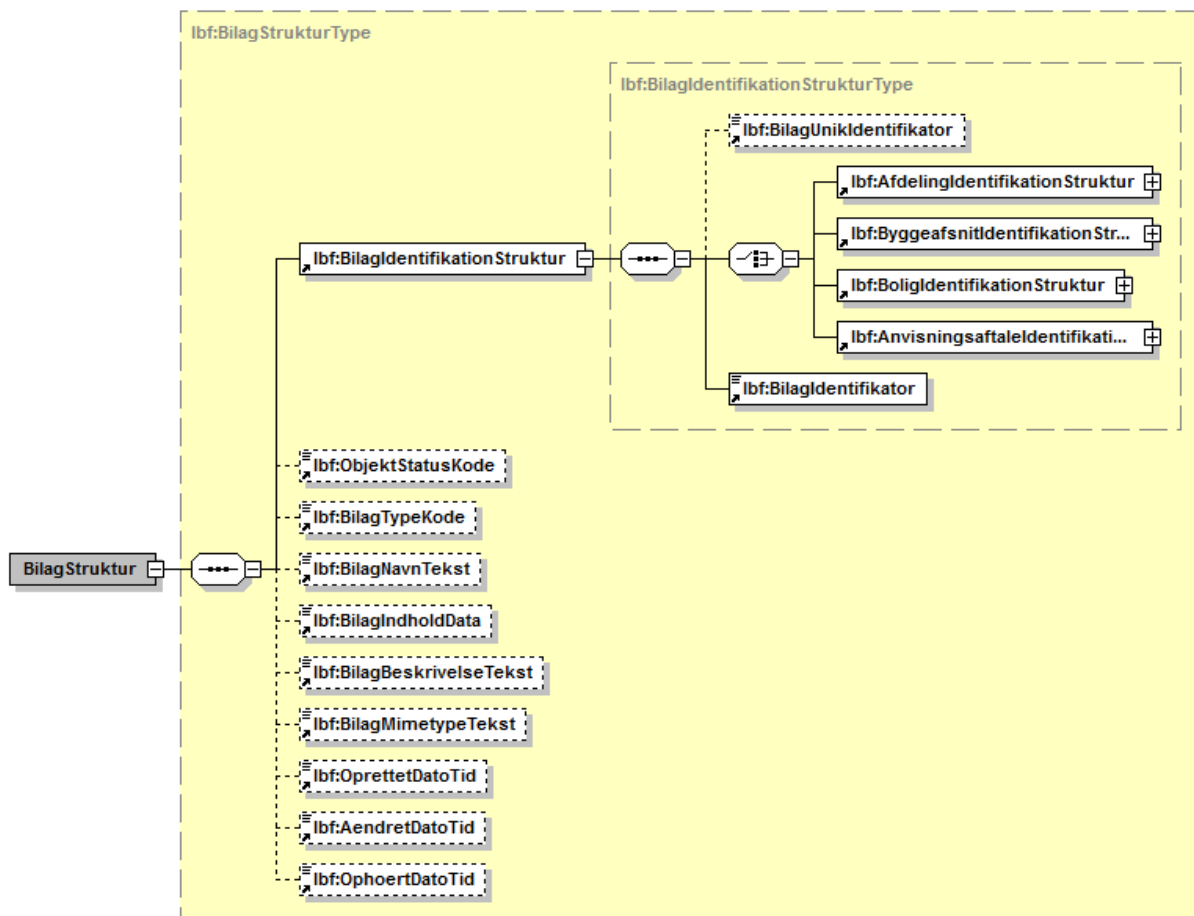 lbf:BilagStrukturType
lbf:BilagIdentifikationStrukturType
lbf:BilagUnikIdentifikator
lbf:AfdelingIdentifikationStruktur
lbf:ByggeafsnitIdentifikationStr...
lbf:BilagIdentifikationStruktur
lbf:BoligIdentifikationStruktur
lbf:AnvisningsaftaleIdentifikati...
lbf:BilagIdentifikator
lbf:ObjektStatusKode
lbf:BilagTypeKode
BilagStruktur
lbf:BilagNavnTekst
lbf:BilagIndholdData
lbf:BilagBeskrivelseTekst
lbf:BilagMimetypeTekst
lbf:OprettetDatoTid
lbf:AendretDatoTid
lbf:OphoertDatoTid